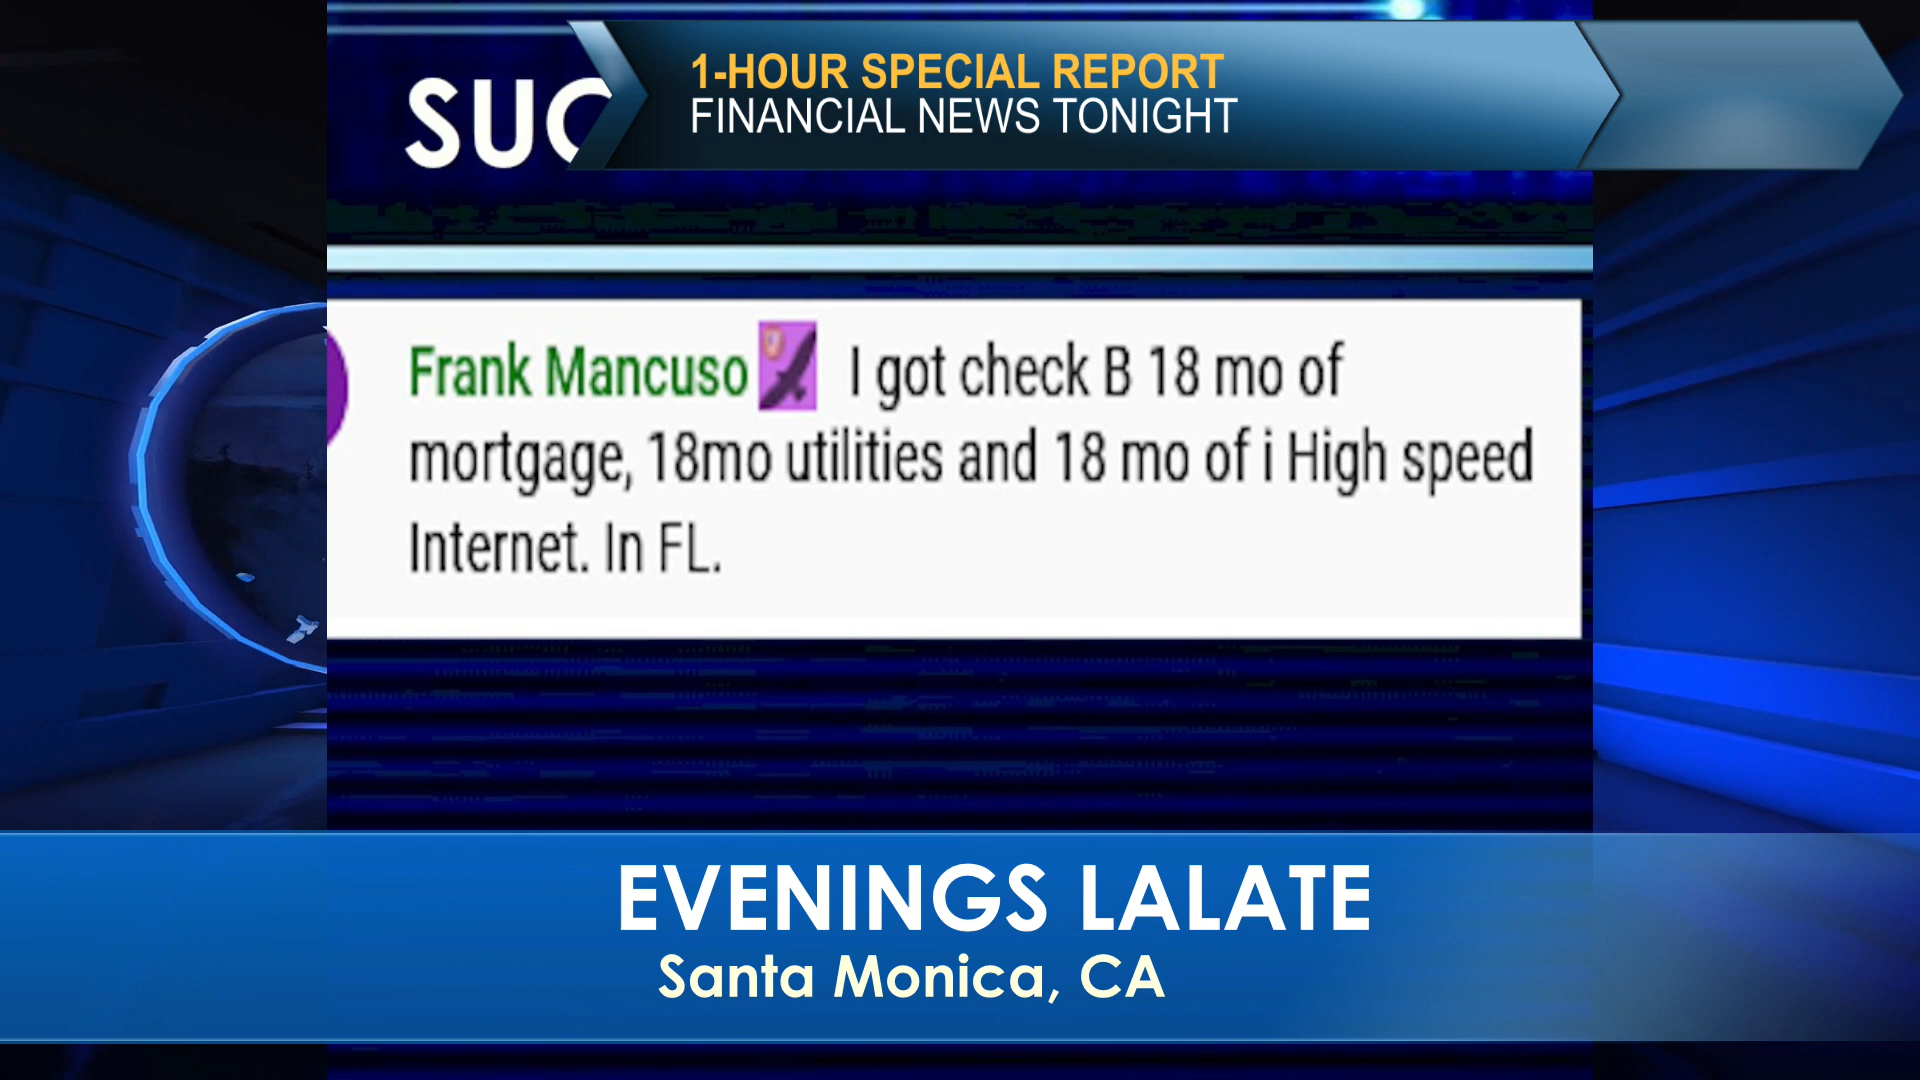 1-HOUR SPECIAL REPORT
FINANCIAL NEWS TONIGHT
SUC
Frank Mancuso I got check B 18 mo of
mortgage, 18mo utilities and 18 mo of i High speed
Internet. In FL.
EVENINGS LALATE
Santa Monica, CA